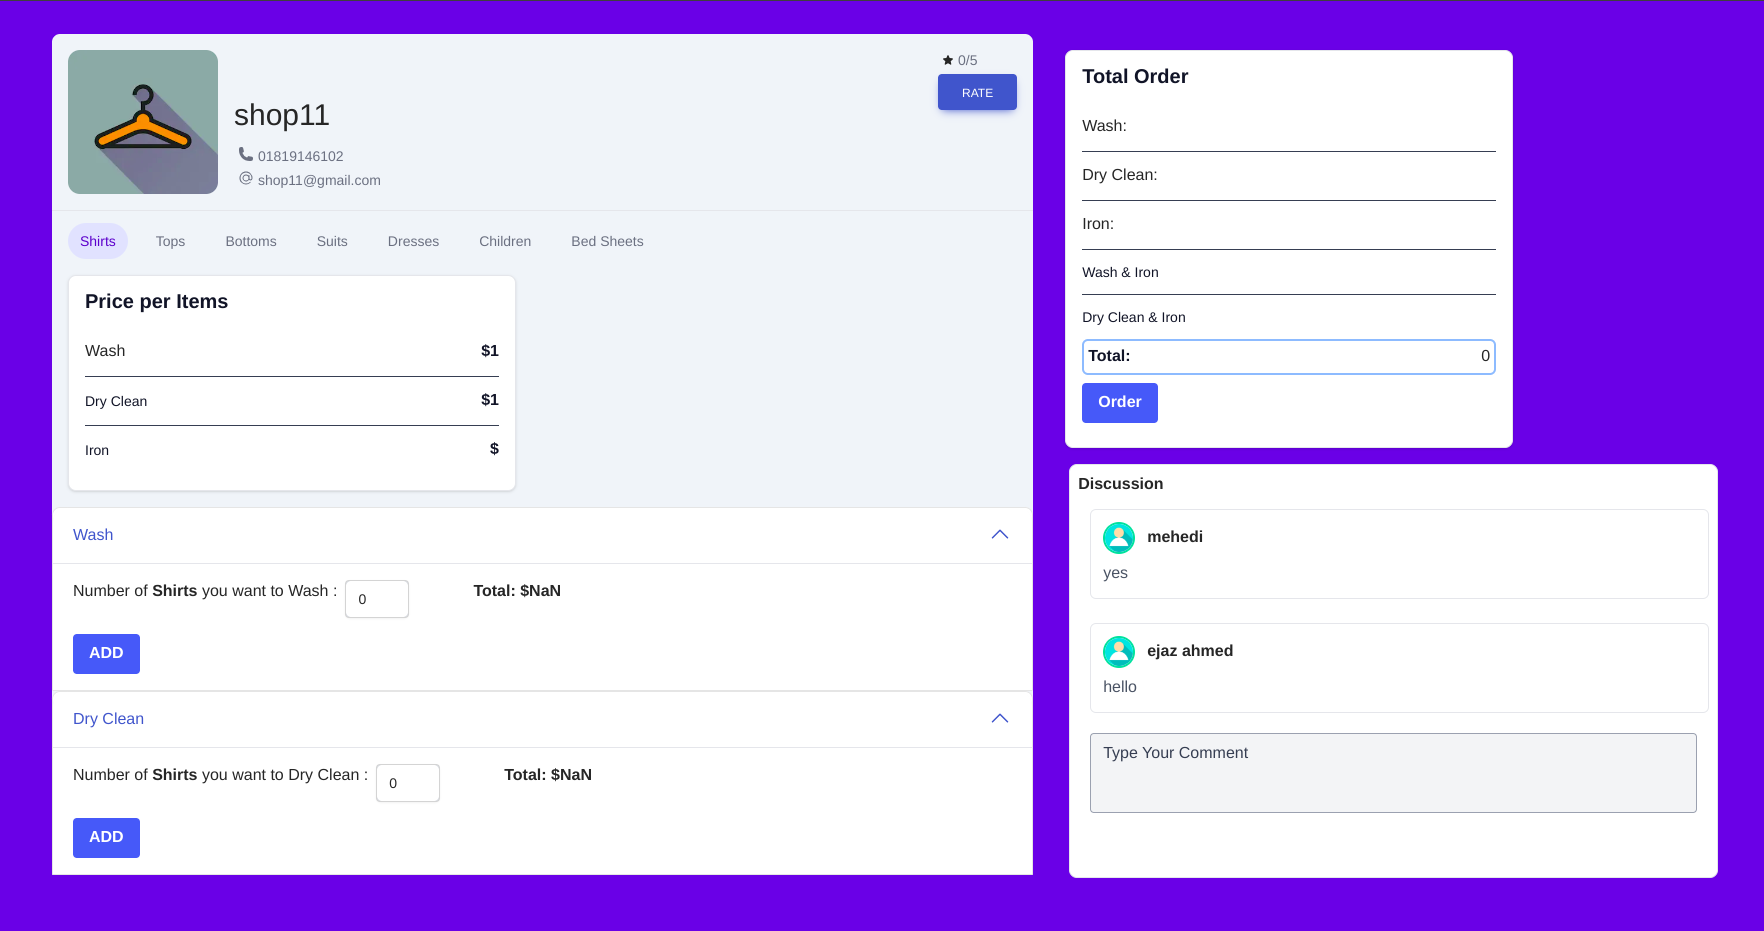 shop11
01819146102
shop11@gmail.com
0/5
RATE
Shirts Tops Bottoms Suits Dresses Children Bed Sheets
Price per Items
Wash $1
Dry Clean $1
Iron $
Wash
Number of Shirts you want to Wash : 0 Total: $NaN
ADD
Dry Clean
Number of Shirts you want to Dry Clean : 0 Total: $NaN
ADD
Total Order
Wash:
Dry Clean:
Iron:
Wash & Iron
Dry Clean & Iron
Total: 0
Order
Discussion
mehedi
yes
ejaz ahmed
hello
Type Your Comment